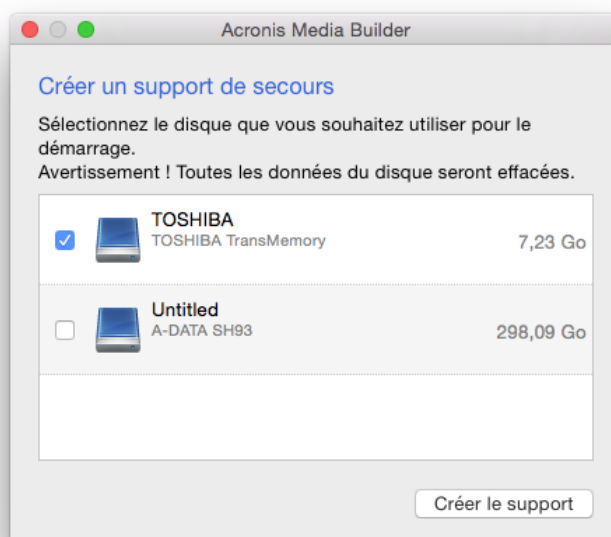 Acronis Media Builder
Créer un support de secours
Sélectionnez le disque que vous souhaitez utiliser pour le
démarrage.
Avertissement ! Toutes les données du disque seront effacées.
TOSHIBA
TOSHIBA TransMemory
7,23 Go
Untitled
A-DATA SH93
298,09 Go
Créer le support